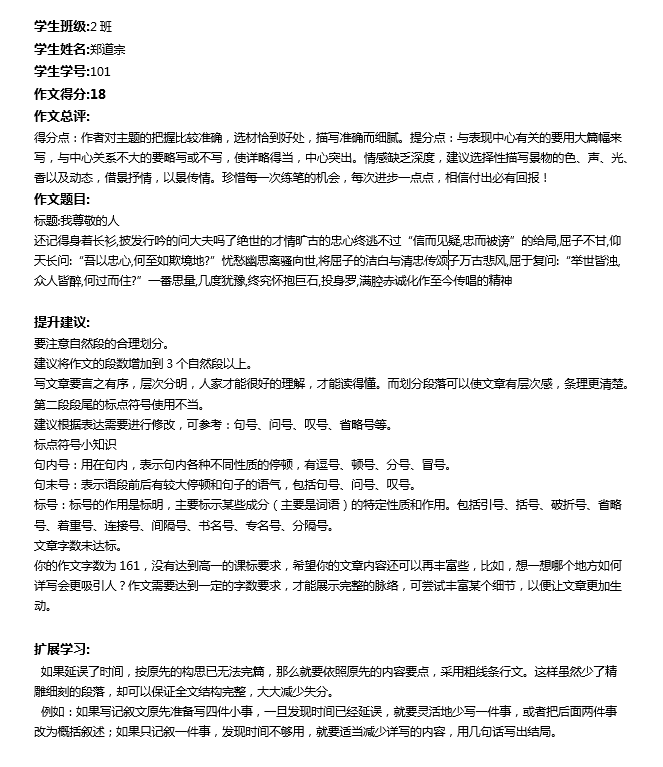 学生班级:2 班
学生姓名:郑道宗
学生学号:101
作文得分:18
作文总评:
得分点：作者对主题的把握比较准确，选材恰到好处，描写准确而细腻。提分点：与表现中心有关的要用大篇幅来
写，与中心关系不大的要略写或不写，使详略得当，中心突出。情感缺乏深度，建议选择性描写景物的色、声、光、
香以及动态，借景抒情，以景传情。珍惜每一次练笔的机会，每次进步一点点，相信付出必有回报！
作文题目:
标题:我尊敬的人
还记得身着长衫,披发行吟的问大夫吗了绝世的才情旷古的忠心终逃不过“信而见疑,忠而被谤”的给局,屈子不甘,仰
天长问:“吾以忠心,何至如欺境地?”忧愁幽思离骚向世,将屈子的洁白与清忠传颂子万古悲风,屈于复问:“举世皆浊,
众人皆醉,何过而住?”一番思量,几度犹豫,终究怀抱巨石,投身罗,满腔赤诚化作至今传唱的精神
提升建议:
要注意自然段的合理划分。
建议将作文的段数增加到 3 个自然段以上。
写文章要言之有序，层次分明，人家才能很好的理解，才能读得懂。而划分段落可以使文章有层次感，条理更清楚。
第二段段尾的标点符号使用不当。
建议根据表达需要进行修改，可参考：句号、问号、叹号、省略号等。
标点符号小知识
句内号：用在句内，表示句内各种不同性质的停顿，有逗号、顿号、分号、冒号。
句末号：表示语段前后有较大停顿和句子的语气，包括句号、问号、叹号。
标号：标号的作用是标明，主要标示某些成分（主要是词语）的特定性质和作用。包括引号、括号、破折号、省略
号、着重号、连接号、间隔号、书名号、专名号、分隔号。
文章字数未达标。
你的作文字数为 161，没有达到高一的课标要求，希望你的文章内容还可以再丰富些，比如，想一想哪个地方如何
详写会更吸引人？作文需要达到一定的字数要求，才能展示完整的脉络，可尝试丰富某个细节，以便让文章更加生
动。
扩展学习:
如果延误了时间，按原先的构思已无法完篇，那么就要依照原先的内容要点，采用粗线条行文。这样虽然少了精
雕细刻的段落，却可以保证全文结构完整，大大减少失分。
例如：如果写记叙文原先准备写四件小事，一旦发现时间已经延误，就要灵活地少写一件事，或者把后面两件事
改为概括叙述；如果只记叙一件事，发现时间不够用，就要适当减少详写的内容，用几句话写出结局。